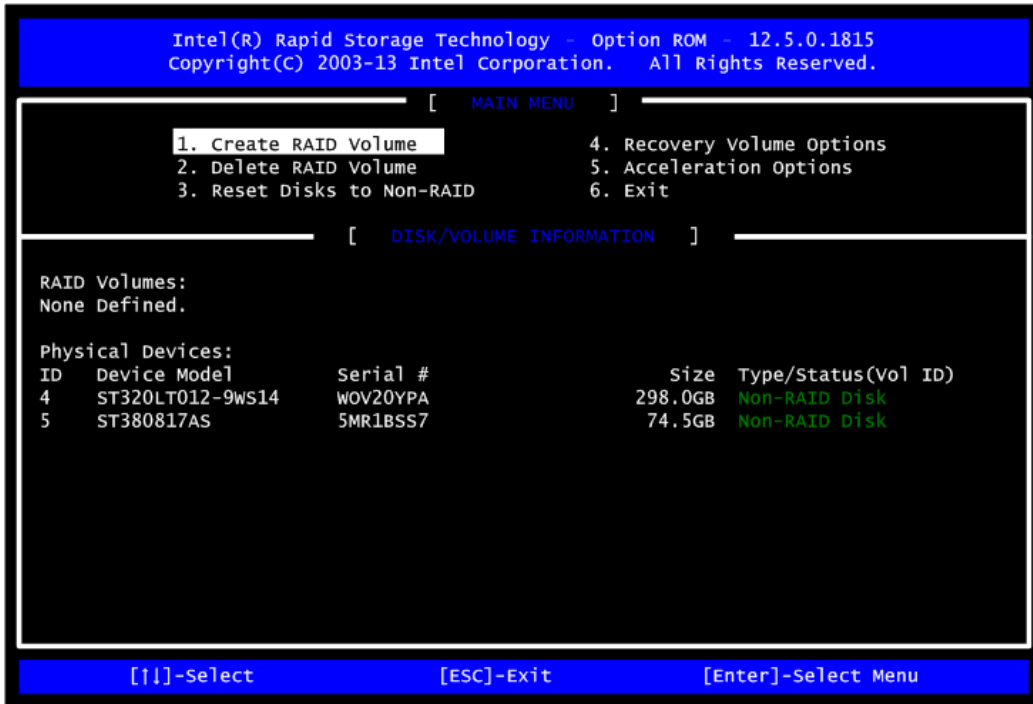 Intel(R) Rapid Storage Technology - Option ROM - 12.5.0.1815
Copyright(C) 2003-13 Intel Corporation. All Rights Reserved.
[ MAIN MENU ]
1. Create RAID Volume
2. Delete RAID Volume
3. Reset Disks to Non-RAID
4. Recovery Volume Options
5. Acceleration Options
6. Exit
[ DISK/VOLUME INFORMATION ]
RAID Volumes:
None Defined.
Physical Devices:
ID Device Model Serial # Size Type/Status(Vol ID)
4 ST320LT012-9WS14 W0V20YPA 298.0GB Non-RAID Disk
5 ST380817AS 5MR1BSS7 74.5GB Non-RAID Disk
[↑↓]-Select [ESC]-Exit [Enter]-Select Menu